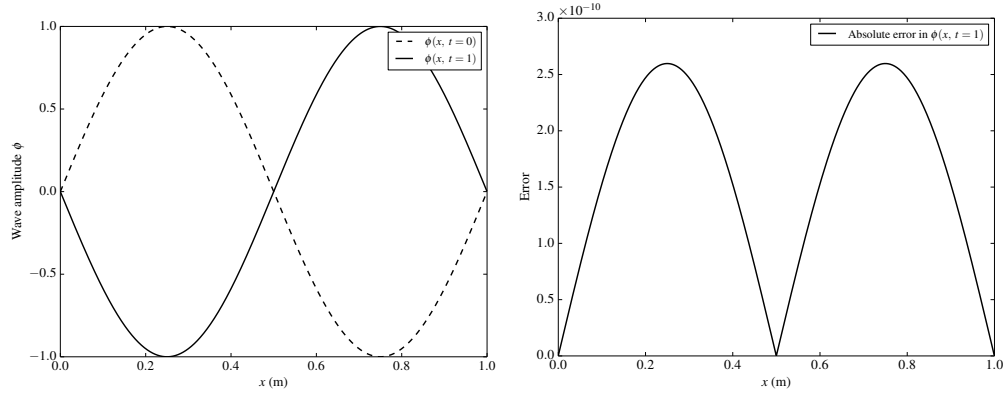 1.0
0.5
0.0
−0.5
−1.0
Wave amplitude ϕ
ϕ(x, t = 0)
ϕ(x, t = 1)
0.0 0.2 0.4 0.6 0.8 1.0
x (m)
×10⁻¹⁰
3.0
2.5
2.0
1.5
1.0
0.5
0.0
Error
Absolute error in ϕ(x, t = 1)
0.0 0.2 0.4 0.6 0.8 1.0
x (m)